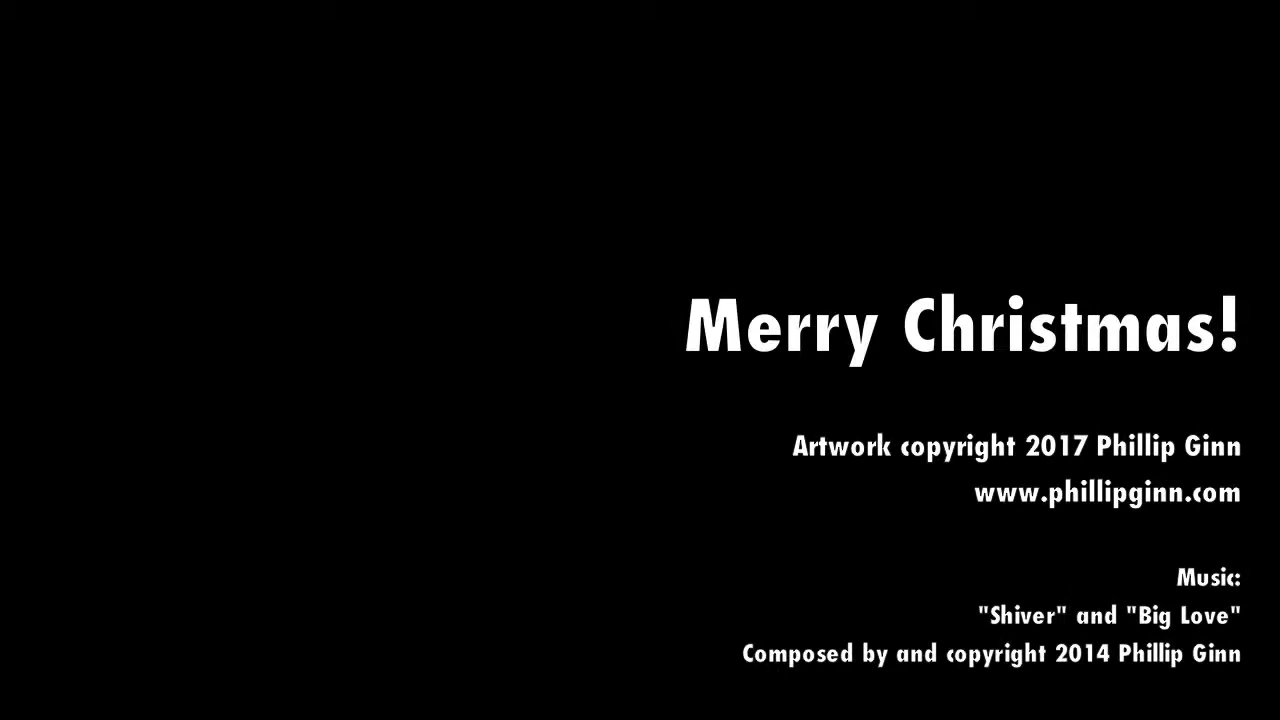 Merry Christmas!
Artwork copyright 2017 Phillip Ginn
www.phillipginn.com
Music:
"Shiver" and "Big Love"
Composed by and copyright 2014 Phillip Ginn